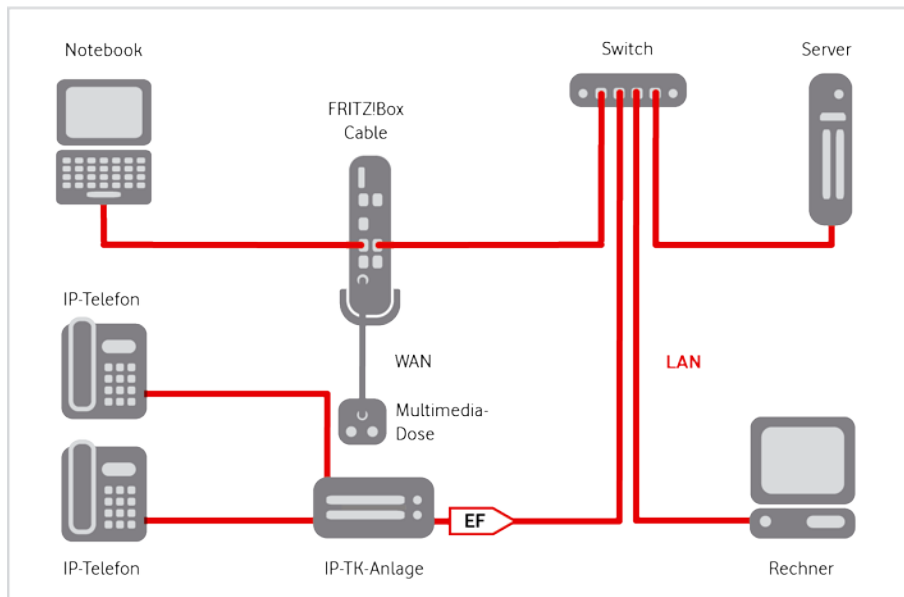 Notebook
Switch
Server
FRITZ!Box
Cable
IP-Telefon
WAN
LAN
Multimedia-
Dose
EF
IP-Telefon
IP-TK-Anlage
Rechner